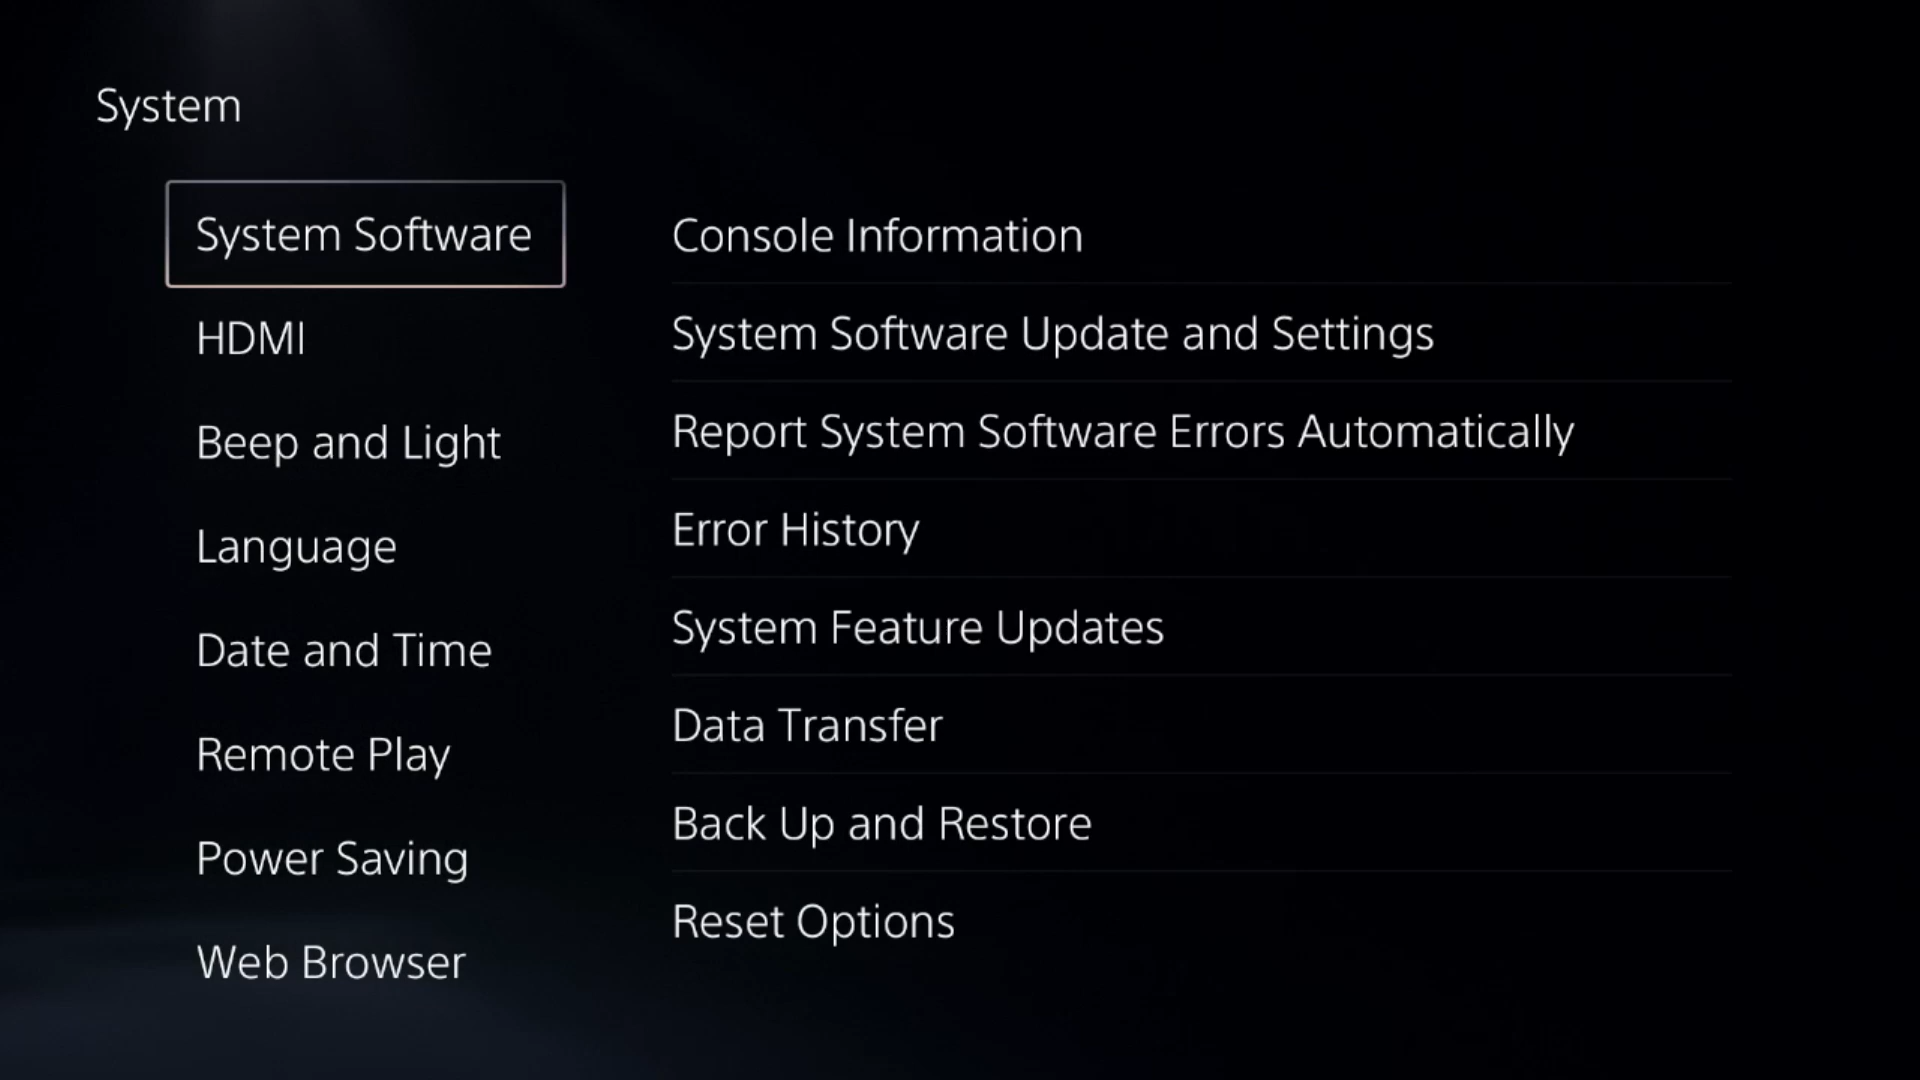 System
System Software
HDMI
Beep and Light
Language
Date and Time
Remote Play
Power Saving
Web Browser
Console Information
System Software Update and Settings
Report System Software Errors Automatically
Error History
System Feature Updates
Data Transfer
Back Up and Restore
Reset Options